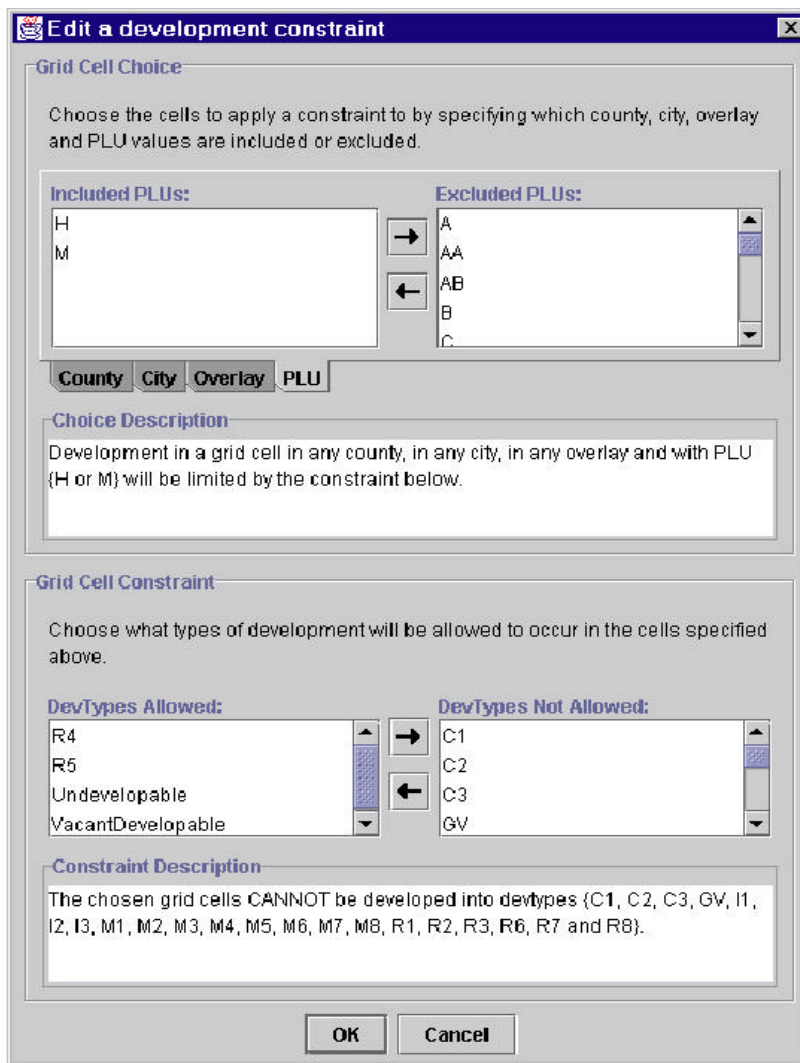 Edit a development constraint
Grid Cell Choice
Choose the cells to apply a constraint to by specifying which county, city, overlay
and PLU values are included or excluded.
Included PLUs:
H
M
Excluded PLUs:
A
AA
AB
B
C
County City Overlay PLU
Choice Description
Development in a grid cell in any county, in any city, in any overlay and with PLU
{H or M} will be limited by the constraint below.
Grid Cell Constraint
Choose what types of development will be allowed to occur in the cells specified
above.
DevTypes Allowed:
R4
R5
Undevelopable
VacantDevelopable
DevTypes Not Allowed:
C1
C2
C3
GV
Constraint Description
The chosen grid cells CANNOT be developed into devtypes {C1, C2, C3, GV, I1,
I2, I3, M1, M2, M3, M4, M5, M6, M7, M8, R1, R2, R3, R6, R7 and R8}.
OK Cancel